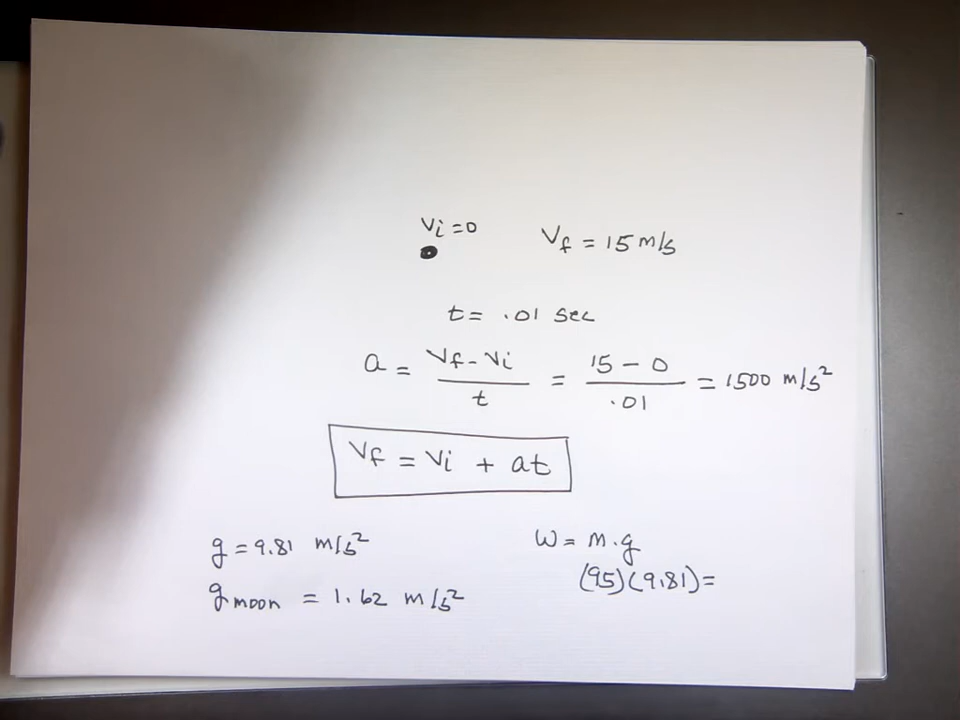 Vi = 0 Vf = 15 m/s
t = .01 sec
a = (Vf - Vi) / t = (15 - 0) / .01 = 1500 m/s²
Vf = Vi + at
g = 9.81 m/s² W = m.g
(95)(9.81) =
g moon = 1.62 m/s²